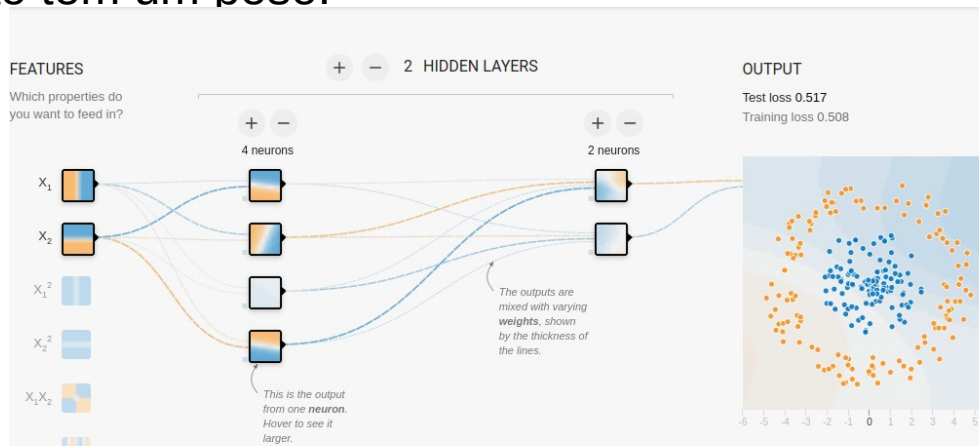 tem um peso.
FEATURES
Which properties do
you want to feed in?
+ − 2 HIDDEN LAYERS
+ −
4 neurons
+ −
2 neurons
OUTPUT
Test loss 0.517
Training loss 0.508
X₁
X₂
X₁²
X₂²
X₁X₂
The outputs are
mixed with varying
weights, shown
by the thickness of
the lines.
This is the output
from one neuron.
Hover to see it
larger.
-6 -5 -4 -3 -2 -1 0 1 2 3 4 5